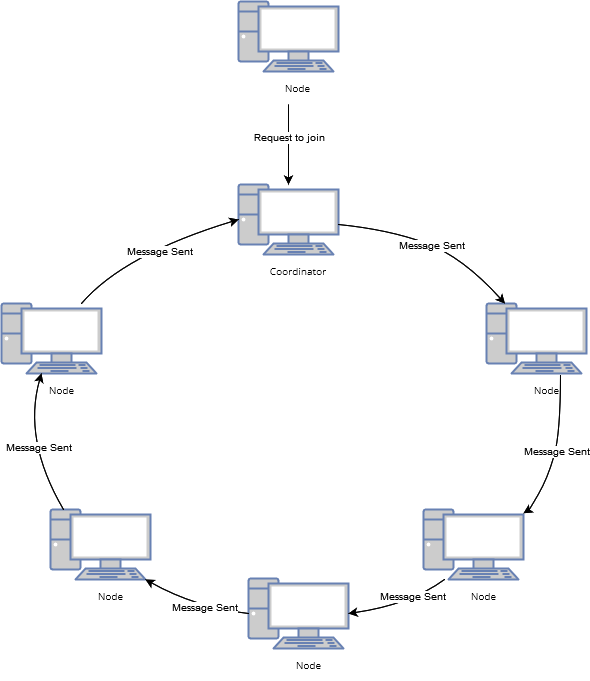 Node
Request to join
Coordinator
Message Sent
Message Sent
Node
Node
Message Sent
Message Sent
Node
Node
Message Sent
Message Sent
Node